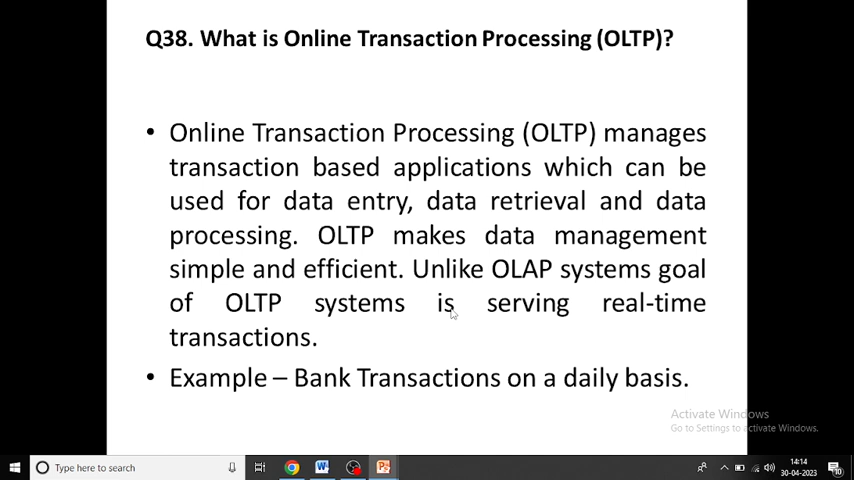 Q38. What is Online Transaction Processing (OLTP)?
• Online Transaction Processing (OLTP) manages
transaction based applications which can be
used for data entry, data retrieval and data
processing. OLTP makes data management
simple and efficient. Unlike OLAP systems goal
of OLTP systems is serving real-time
transactions.
• Example – Bank Transactions on a daily basis.
Activate Windows
Go to Settings to activate Windows.
Type here to search
14:14
30-04-2023
10